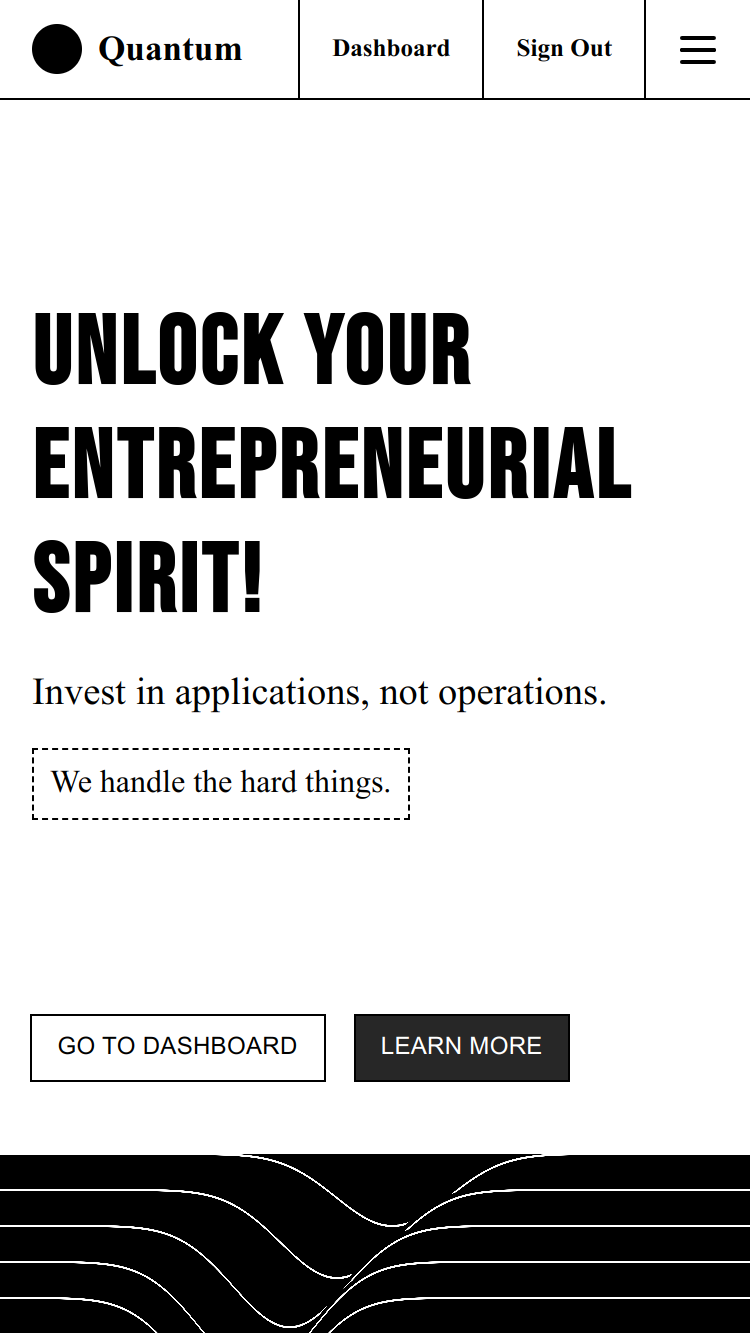 Quantum
Dashboard
Sign Out
UNLOCK YOUR
ENTREPRENEURIAL
SPIRIT!
Invest in applications, not operations.
We handle the hard things.
GO TO DASHBOARD
LEARN MORE